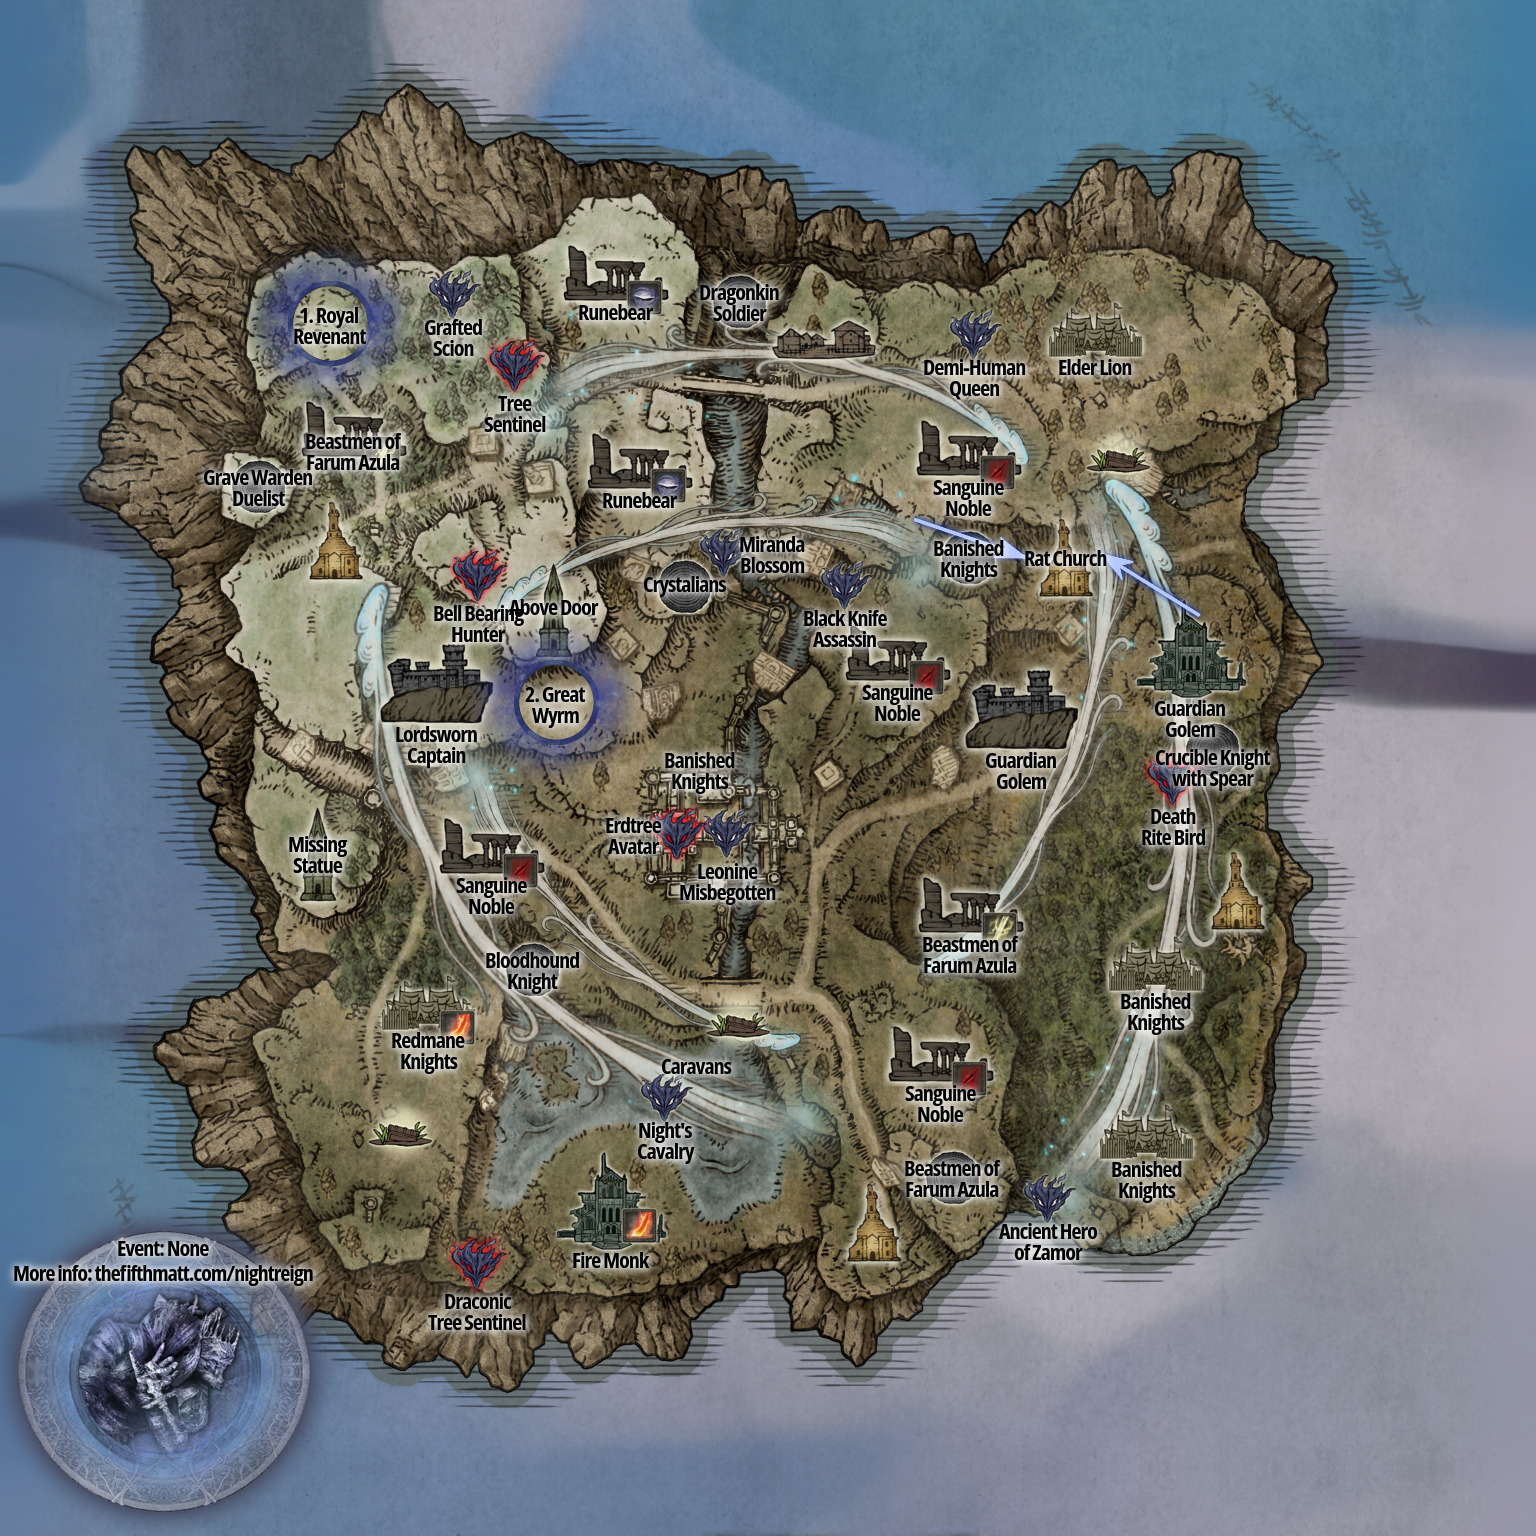 1. Royal
Revenant
Grafted
Scion
Runebear
Dragonkin
Soldier
Tree
Sentinel
Demi-Human
Queen
Elder Lion
Beastmen of
Farum Azula
Grave Warden
Duelist
Runebear
Sanguine
Noble
Miranda
Blossom
Crystalians
Banished
Knights
Rat Church
Bell Bearing
Hunter
Above Door
Black Knife
Assassin
2. Great
Wyrm
Sanguine
Noble
Lordsworn
Captain
Guardian
Golem
Guardian
Golem
Crucible Knight
with Spear
Banished
Knights
Death
Rite Bird
Erdtree
Avatar
Leonine
Misbegotten
Missing
Statue
Sanguine
Noble
Bloodhound
Knight
Beastmen of
Farum Azula
Banished
Knights
Redmane
Knights
Caravans
Night's
Cavalry
Sanguine
Noble
Beastmen of
Farum Azula
Banished
Knights
Ancient Hero
of Zamor
Fire Monk
Draconic
Tree Sentinel
Event: None
More info: thefifthmatt.com/nightreign